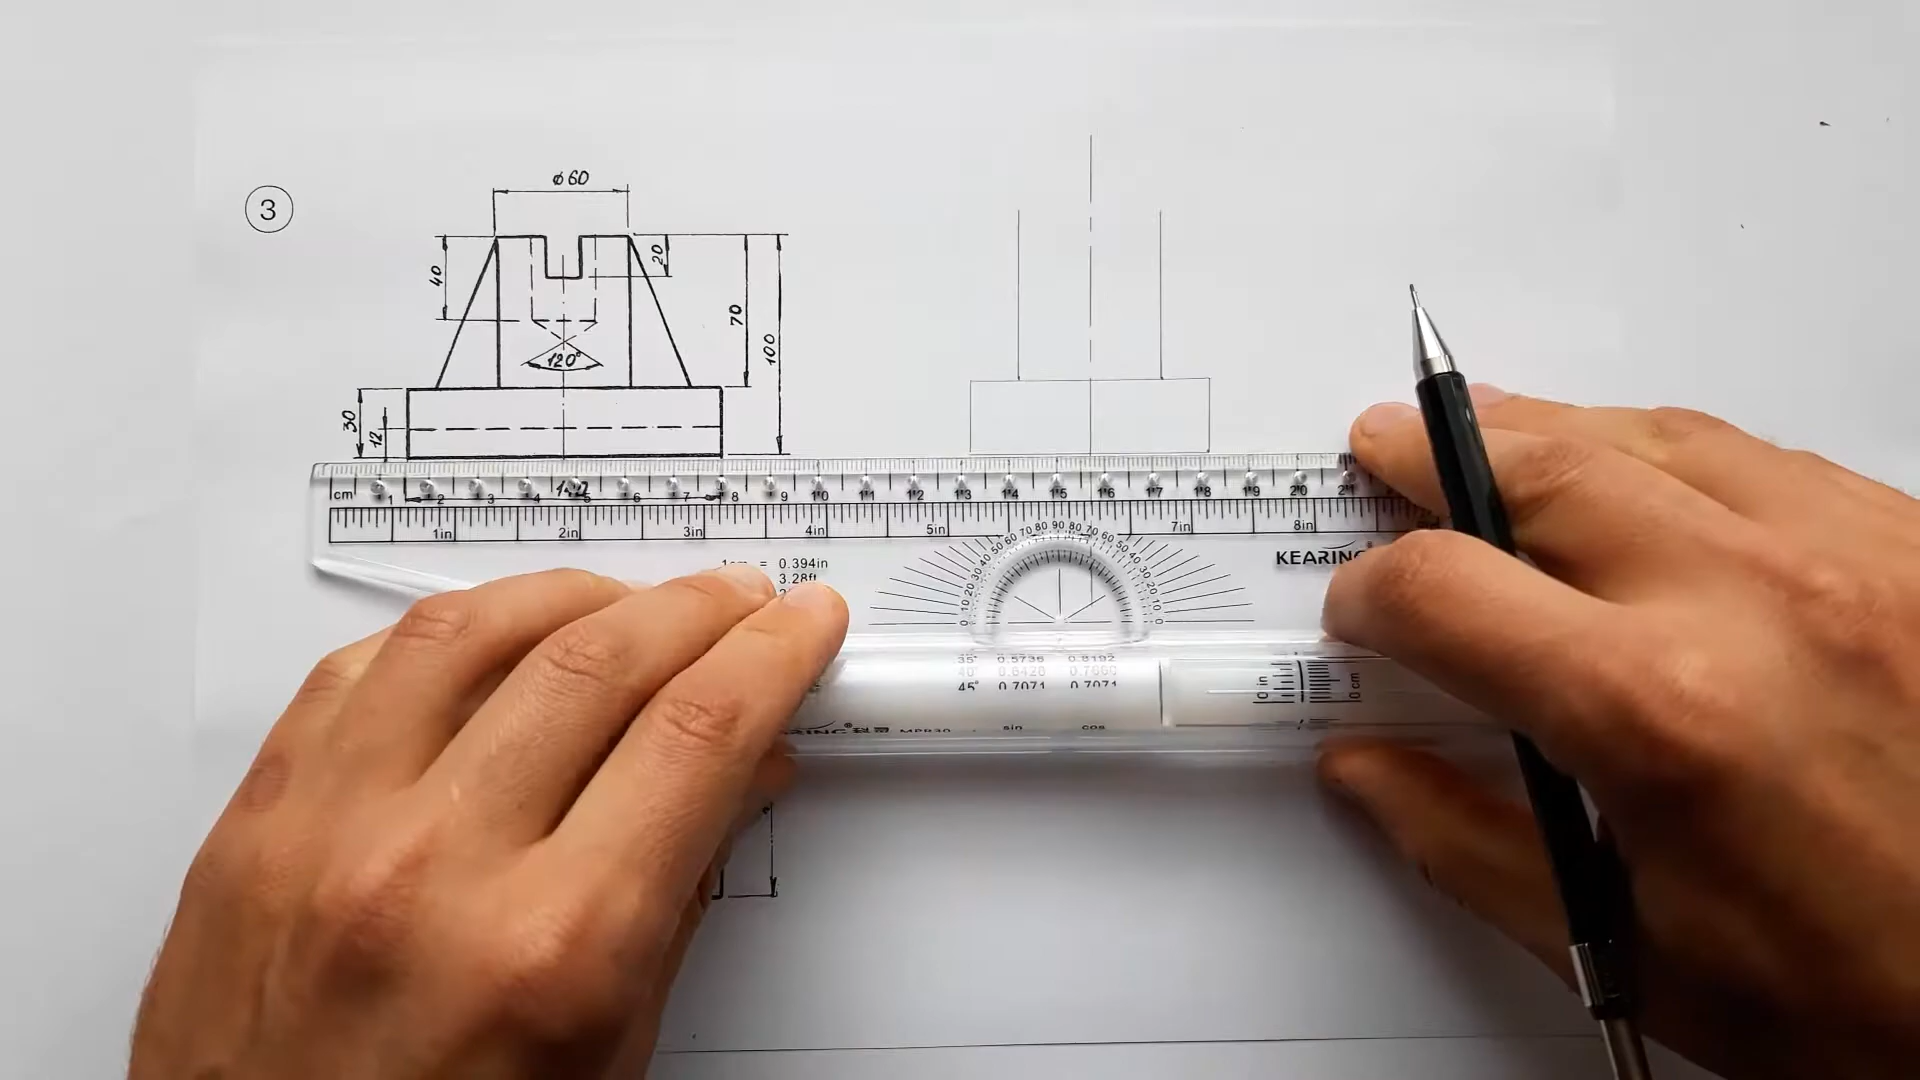 ø60
3
20
40
70
100
120°
30
12
cm 1 2 3 4 5 6 7 8 9 10 11 12 13 14 15 16 17 18 19 20 21
1in 2in 3in 4in 5in 7in 8in
90 80 70 60 50 40 30 20 10 0
80 70 60 50 40 30 20 10 0
= 0.394in
3.28ft
KEARING
35° 0.5736 0.8192
40° 0.6428 0.7660
45° 0.7071 0.7071
0 in
0 cm
MPR30
sin cos